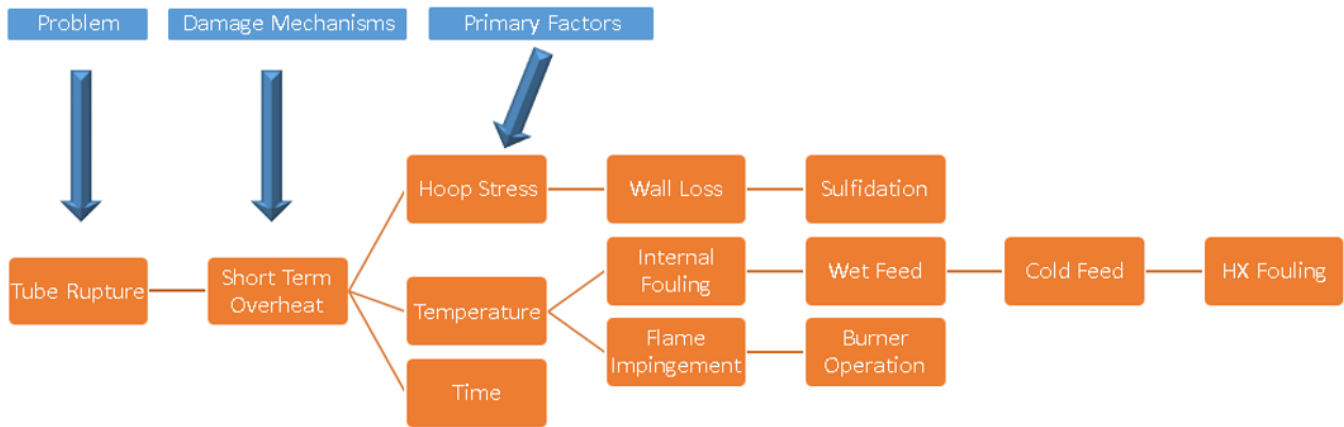 Problem
Damage Mechanisms
Primary Factors
Hoop Stress
Wall Loss
Sulfidation
Tube Rupture
Short Term
Overheat
Temperature
Internal
Fouling
Wet Feed
Cold Feed
HX Fouling
Flame
Impingement
Burner
Operation
Time